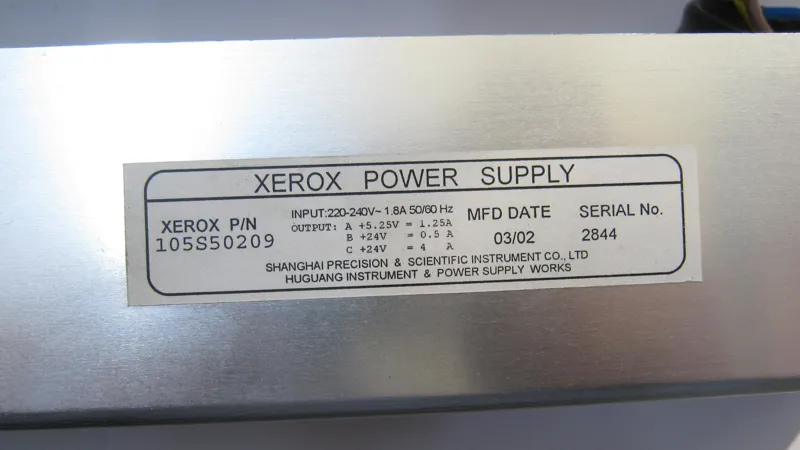 XEROX POWER SUPPLY
XEROX P/N
105S50209
INPUT:220-240V~ 1.8A 50/60 Hz
OUTPUT: A +5.25V = 1.25A
B +24V = 0.5 A
C +24V = 4 A
MFD DATE
03/02
SERIAL No.
2844
SHANGHAI PRECISION & SCIENTIFIC INSTRUMENT CO., LTD
HUGUANG INSTRUMENT & POWER SUPPLY WORKS